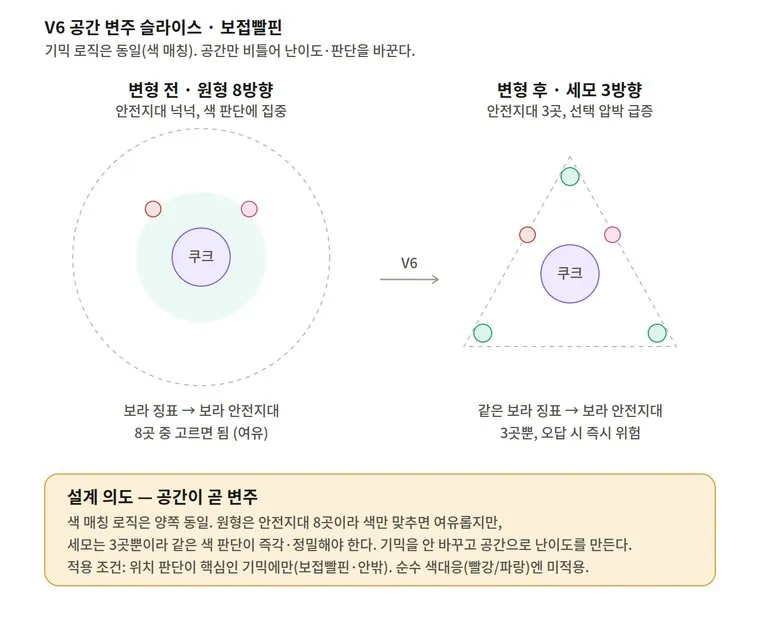 V6 공간 변주 슬라이스 · 보접빨핀
기믹 로직은 동일(색 매칭). 공간만 비틀어 난이도·판단을 바꾼다.
변형 전 · 원형 8방향
안전지대 넉넉, 색 판단에 집중
쿠크
V6
변형 후 · 세모 3방향
안전지대 3곳, 선택 압박 급증
쿠크
보라 징표 → 보라 안전지대
8곳 중 고르면 됨 (여유)
같은 보라 징표 → 보라 안전지대
3곳뿐, 오답 시 즉시 위험
설계 의도 — 공간이 곧 변주
색 매칭 로직은 양쪽 동일. 원형은 안전지대 8곳이라 색만 맞추면 여유롭지만,
세모는 3곳뿐이라 같은 색 판단이 즉각·정밀해야 한다. 기믹을 안 바꾸고 공간으로 난이도를 만든다.
적용 조건: 위치 판단이 핵심인 기믹에만(보접빨핀·안밖). 순수 색대응(빨강/파랑)엔 미적용.